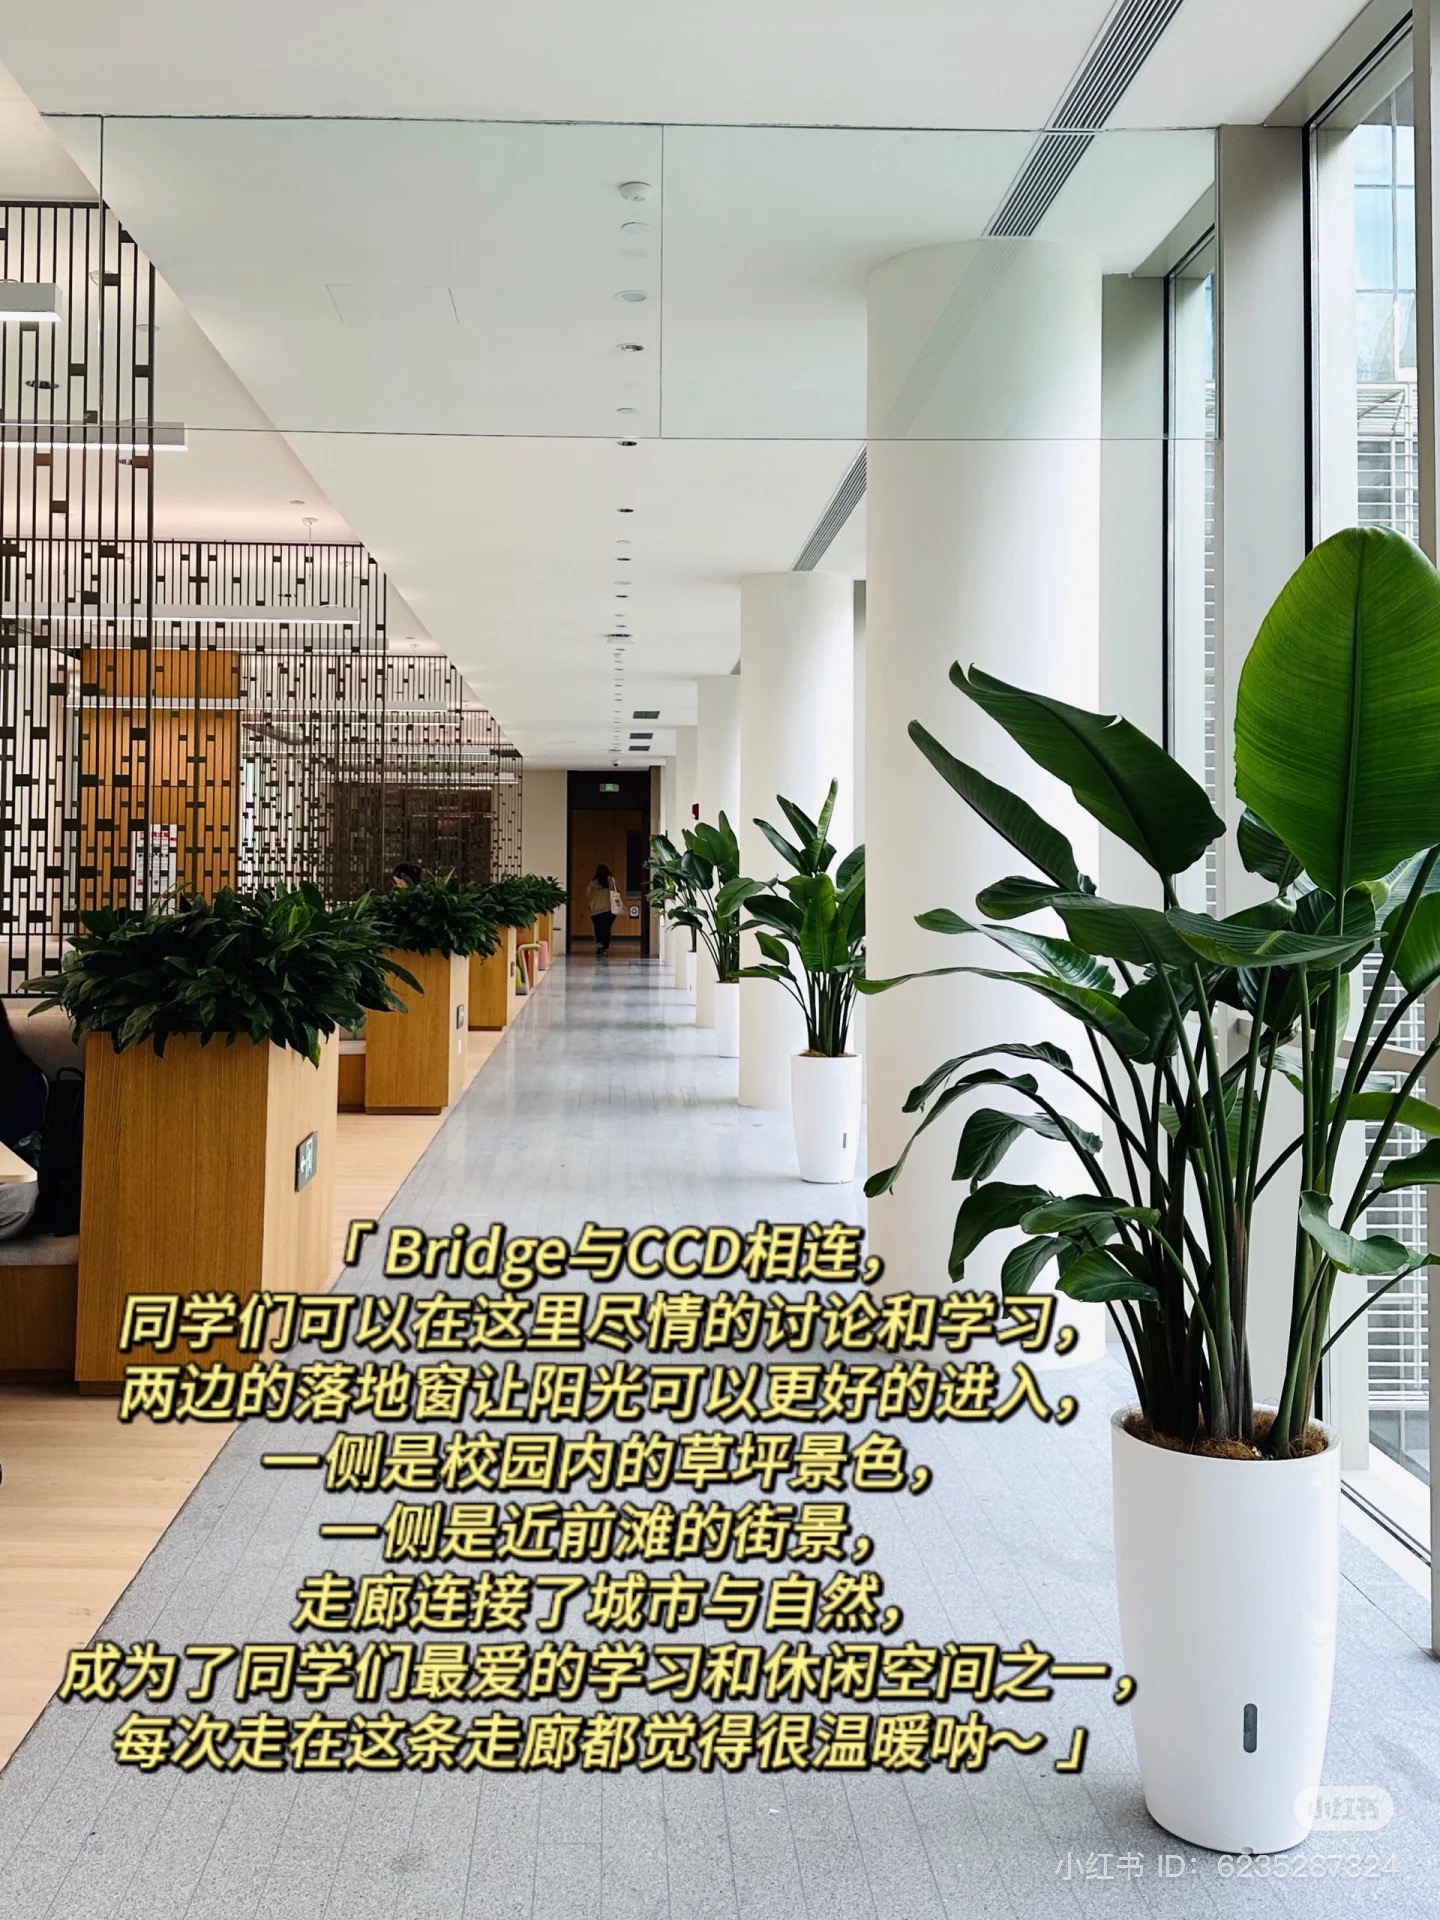 「 Bridge与CCD相连，
同学们可以在这里尽情的讨论和学习，
两边的落地窗让阳光可以更好的进入，
一侧是校园内的草坪景色，
一侧是近前滩的街景，
走廊连接了城市与自然，
成为了同学们最爱的学习和休闲空间之一，
每次走在这条走廊都觉得很温暖呐～ 」
小红书
小红书 ID：6235287324